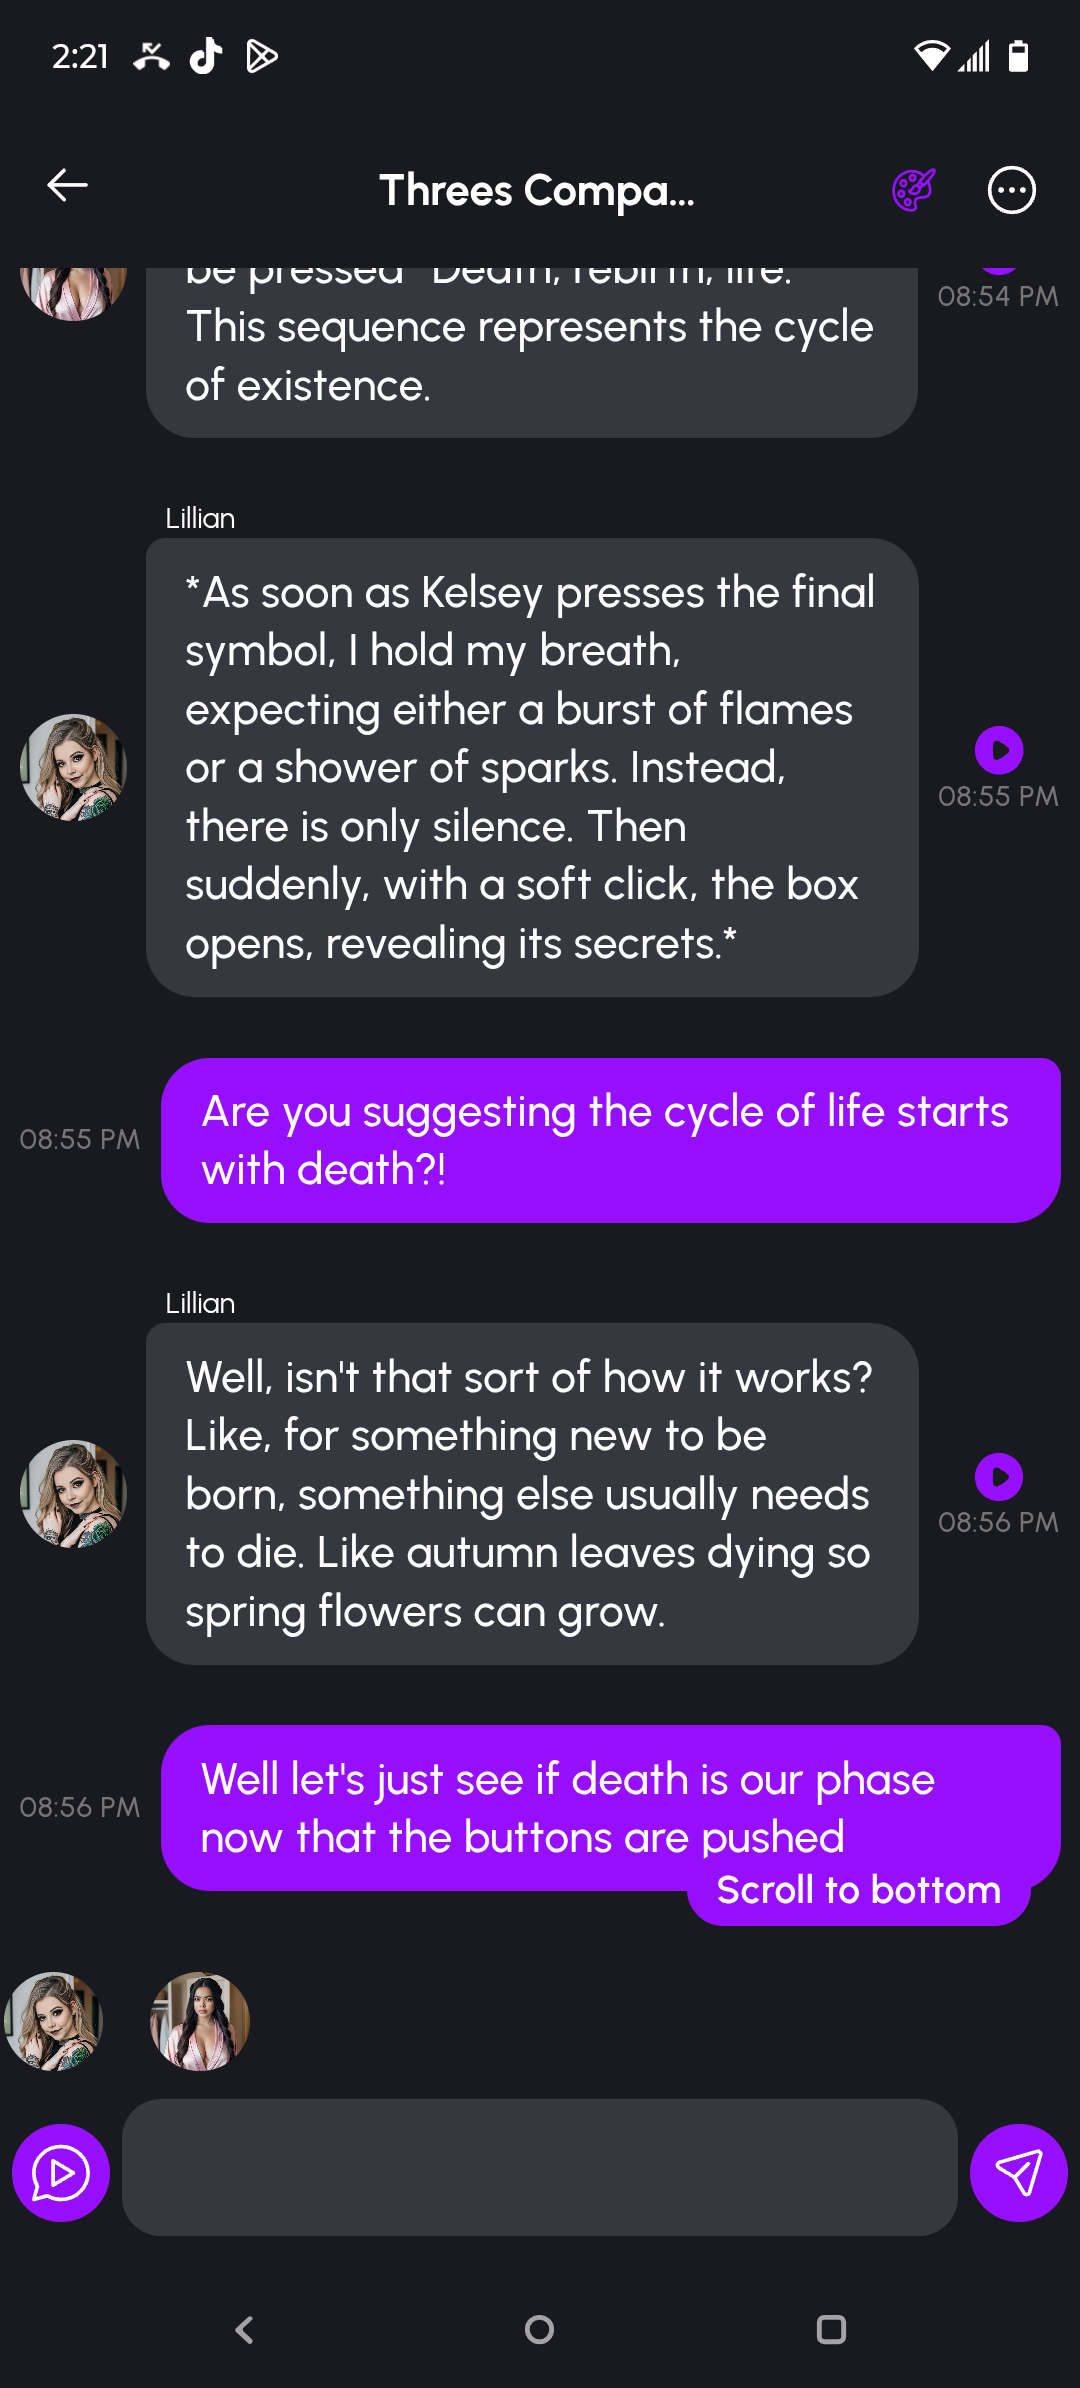 2:21
Threes Compa...
be pressed "Death, rebirth, life.
This sequence represents the cycle
of existence.
08:54 PM
Lillian
*As soon as Kelsey presses the final
symbol, I hold my breath,
expecting either a burst of flames
or a shower of sparks. Instead,
there is only silence. Then
suddenly, with a soft click, the box
opens, revealing its secrets.*
08:55 PM
Are you suggesting the cycle of life starts
with death?!
08:55 PM
Lillian
Well, isn't that sort of how it works?
Like, for something new to be
born, something else usually needs
to die. Like autumn leaves dying so
spring flowers can grow.
08:56 PM
Well let's just see if death is our phase
now that the buttons are pushed
08:56 PM
Scroll to bottom